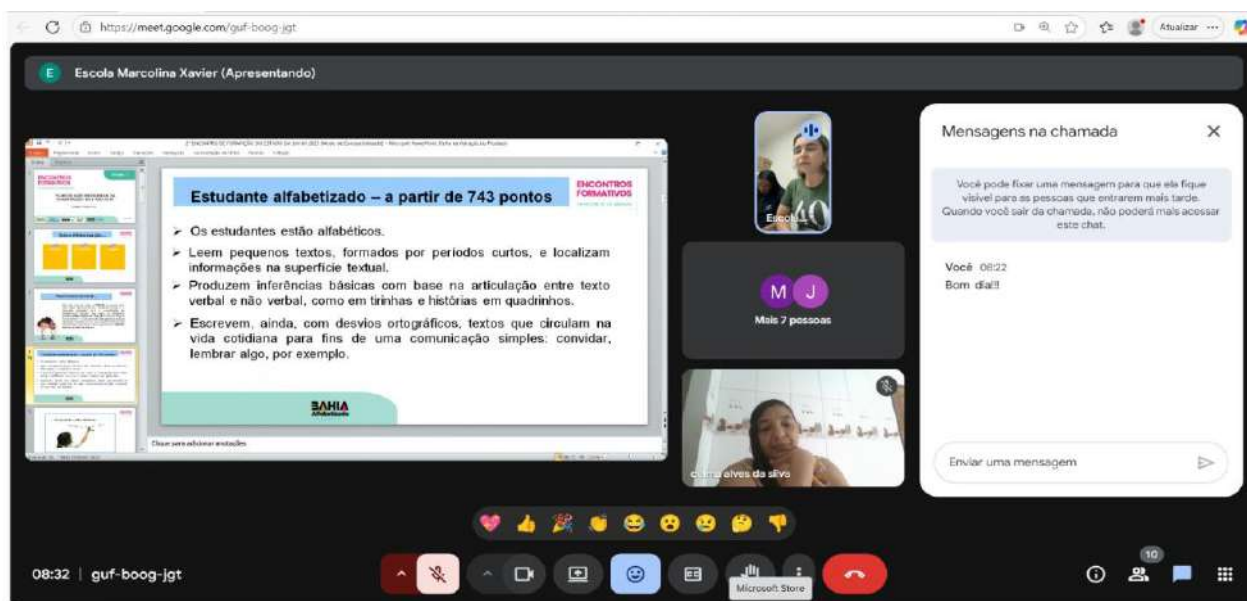 https://meet.google.com/guf-boog-jgt
Atualizar
E
Escola Marcolina Xavier (Apresentando)
ENCONTROS
FORMATIVOS
Estudante alfabetizado – a partir de 743 pontos
➢ Os estudantes estão alfabéticos.
➢ Leem pequenos textos, formados por períodos curtos, e localizam
informações na superfície textual.
➢ Produzem inferências básicas com base na articulação entre texto
verbal e não verbal, como em tirinhas e histórias em quadrinhos.
➢ Escrevem, ainda, com desvios ortográficos, textos que circulam na
vida cotidiana para fins de uma comunicação simples: convidar,
lembrar algo, por exemplo.
BAHIA
Alfabetizada
Clique para adicionar anotações
Escola
M J
Mais 7 pessoas
alves da silva
Mensagens na chamada
Você pode fixar uma mensagem para que ela fique
visível para as pessoas que entrarem mais tarde.
Quando você sair da chamada, não poderá mais acessar
este chat.
Você 08:22
Bom dia!!!
Enviar uma mensagem
08:32 | guf-boog-jgt
Microsoft Store
10